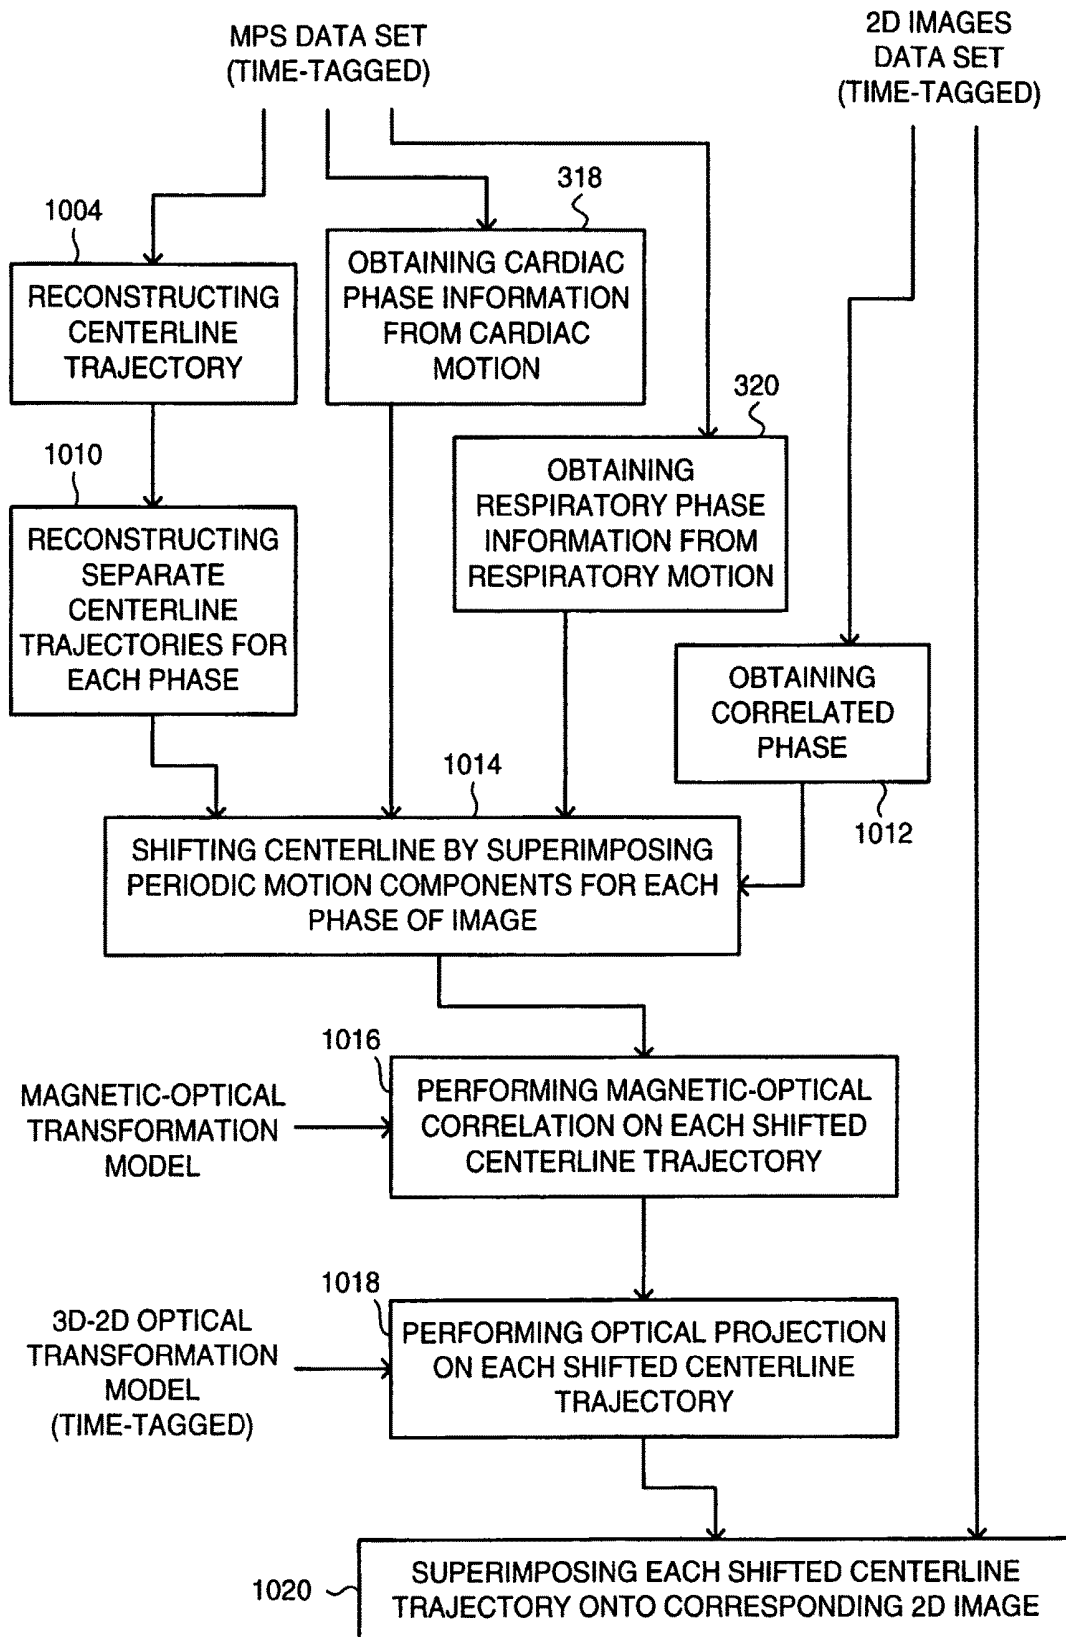 MPS DATA SET
(TIME-TAGGED)
2D IMAGES
DATA SET
(TIME-TAGGED)
1004
RECONSTRUCTING
CENTERLINE
TRAJECTORY
318
OBTAINING CARDIAC
PHASE INFORMATION
FROM CARDIAC
MOTION
320
OBTAINING
RESPIRATORY PHASE
INFORMATION FROM
RESPIRATORY MOTION
1010
RECONSTRUCTING
SEPARATE
CENTERLINE
TRAJECTORIES FOR
EACH PHASE
OBTAINING
CORRELATED
PHASE
1012
1014
SHIFTING CENTERLINE BY SUPERIMPOSING
PERIODIC MOTION COMPONENTS FOR EACH
PHASE OF IMAGE
MAGNETIC-OPTICAL
TRANSFORMATION
MODEL
1016
PERFORMING MAGNETIC-OPTICAL
CORRELATION ON EACH SHIFTED
CENTERLINE TRAJECTORY
3D-2D OPTICAL
TRANSFORMATION
MODEL
(TIME-TAGGED)
1018
PERFORMING OPTICAL PROJECTION
ON EACH SHIFTED CENTERLINE
TRAJECTORY
1020
SUPERIMPOSING EACH SHIFTED CENTERLINE
TRAJECTORY ONTO CORRESPONDING 2D IMAGE